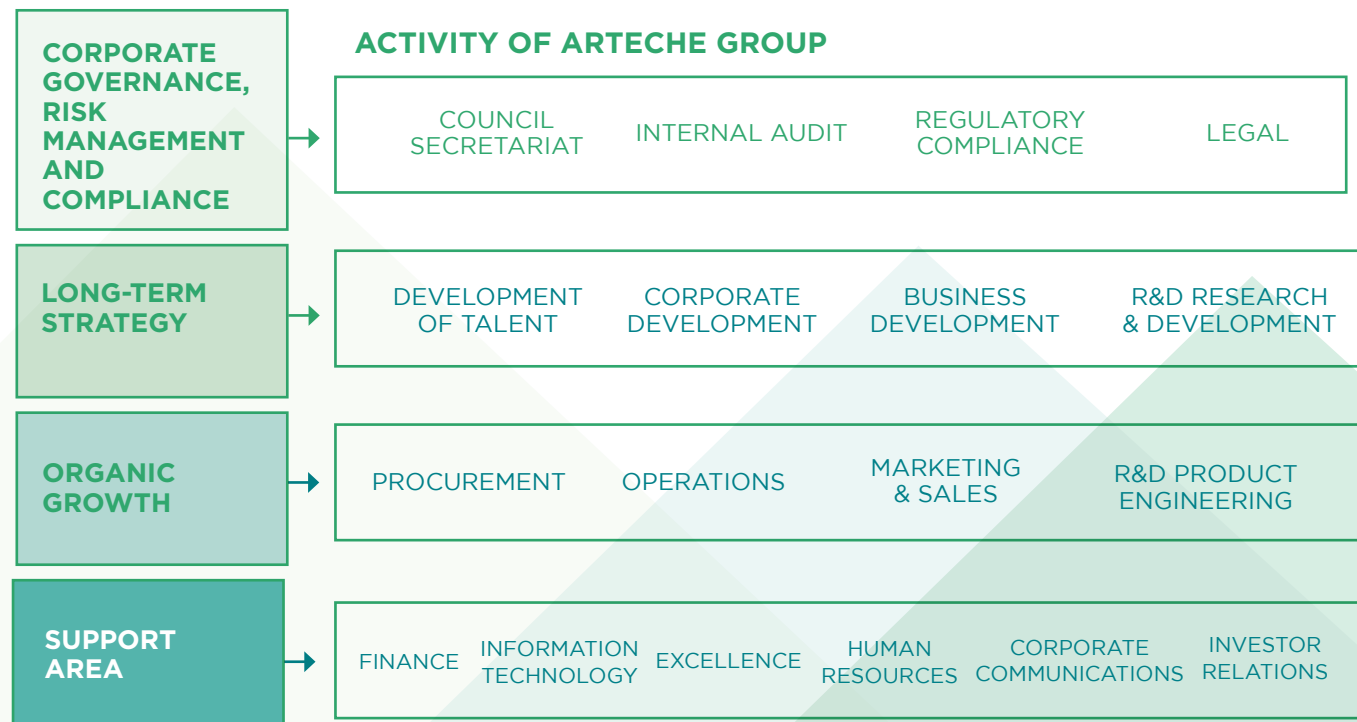 CORPORATE
GOVERNANCE,
RISK
MANAGEMENT
AND
COMPLIANCE
ACTIVITY OF ARTECHE GROUP
COUNCIL
SECRETARIAT
INTERNAL AUDIT
REGULATORY
COMPLIANCE
LEGAL
LONG-TERM
STRATEGY
DEVELOPMENT
OF TALENT
CORPORATE
DEVELOPMENT
BUSINESS
DEVELOPMENT
R&D RESEARCH
& DEVELOPMENT
ORGANIC
GROWTH
PROCUREMENT
OPERATIONS
MARKETING
& SALES
R&D PRODUCT
ENGINEERING
SUPPORT
AREA
FINANCE
INFORMATION
TECHNOLOGY
EXCELLENCE
HUMAN
RESOURCES
CORPORATE
COMMUNICATIONS
INVESTOR
RELATIONS